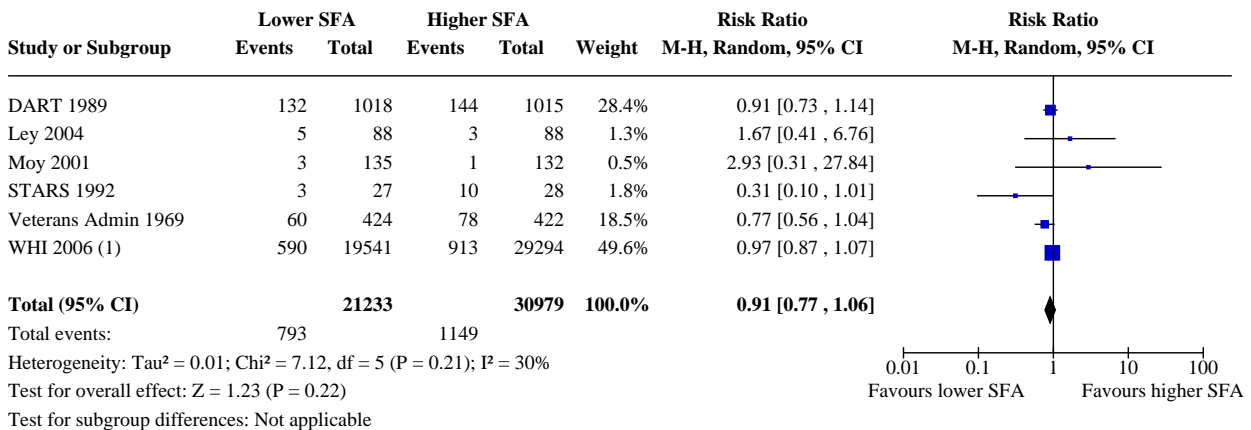 Lower SFA Higher SFA Risk Ratio Risk Ratio
Study or Subgroup Events Total Events Total Weight M-H, Random, 95% CI M-H, Random, 95% CI
DART 1989 132 1018 144 1015 28.4% 0.91 [0.73 , 1.14]
Ley 2004 5 88 3 88 1.3% 1.67 [0.41 , 6.76]
Moy 2001 3 135 1 132 0.5% 2.93 [0.31 , 27.84]
STARS 1992 3 27 10 28 1.8% 0.31 [0.10 , 1.01]
Veterans Admin 1969 60 424 78 422 18.5% 0.77 [0.56 , 1.04]
WHI 2006 (1) 590 19541 913 29294 49.6% 0.97 [0.87 , 1.07]
Total (95% CI) 21233 30979 100.0% 0.91 [0.77 , 1.06]
Total events: 793 1149
Heterogeneity: Tau² = 0.01; Chi² = 7.12, df = 5 (P = 0.21); I² = 30%
0.01 0.1 1 10 100
Test for overall effect: Z = 1.23 (P = 0.22)
Favours lower SFA Favours higher SFA
Test for subgroup differences: Not applicable